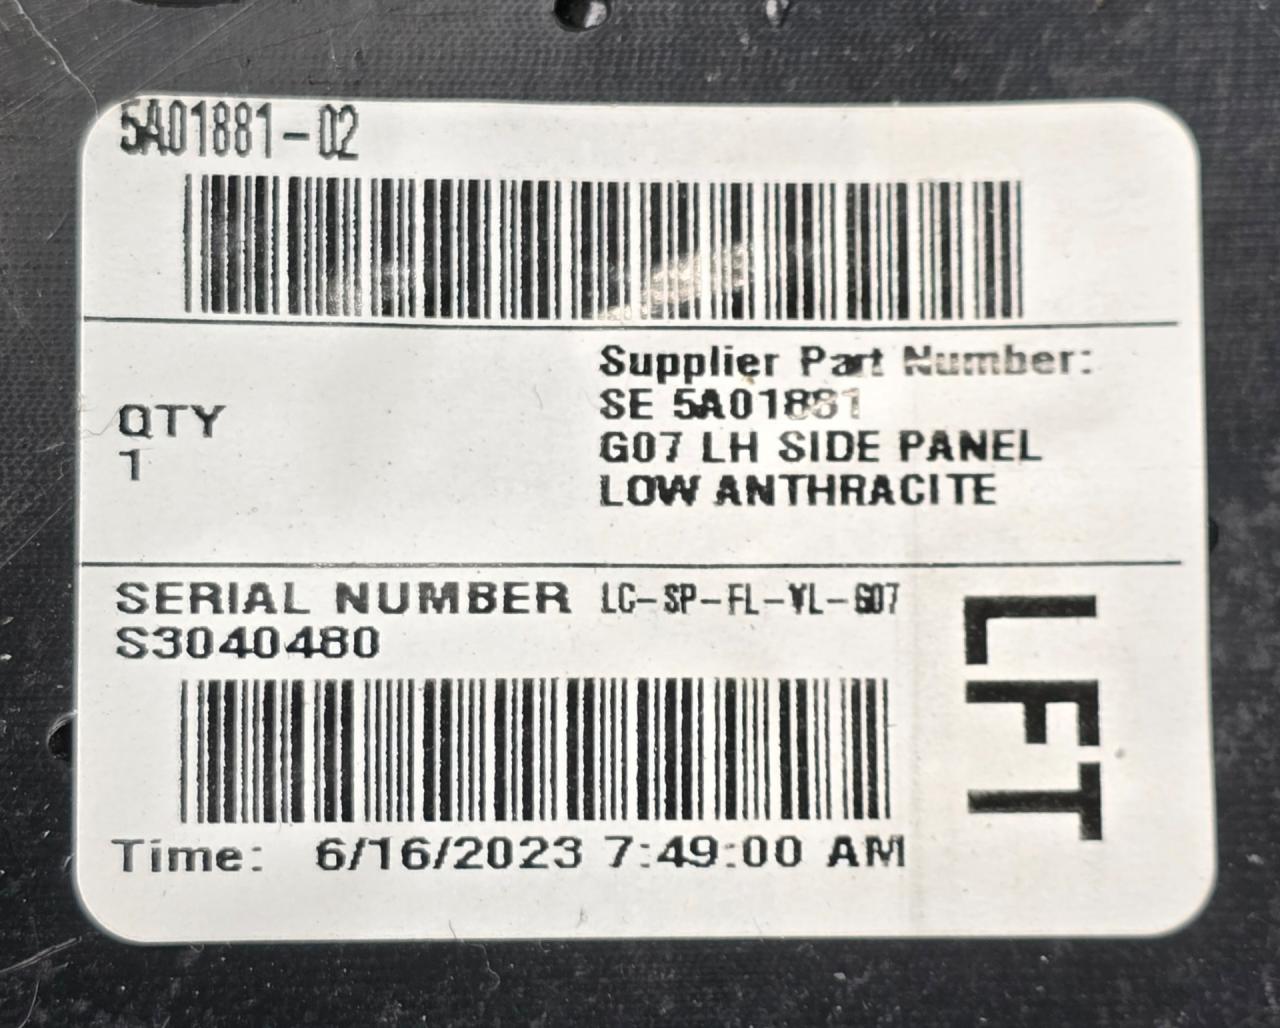 5A01881-02
Supplier Part Number:
SE 5A01881
G07 LH SIDE PANEL
LOW ANTHRACITE
QTY
1
SERIAL NUMBER LC-SP-FL-VL-G07
S3040480
LFT
Time: 6/16/2023 7:49:00 AM